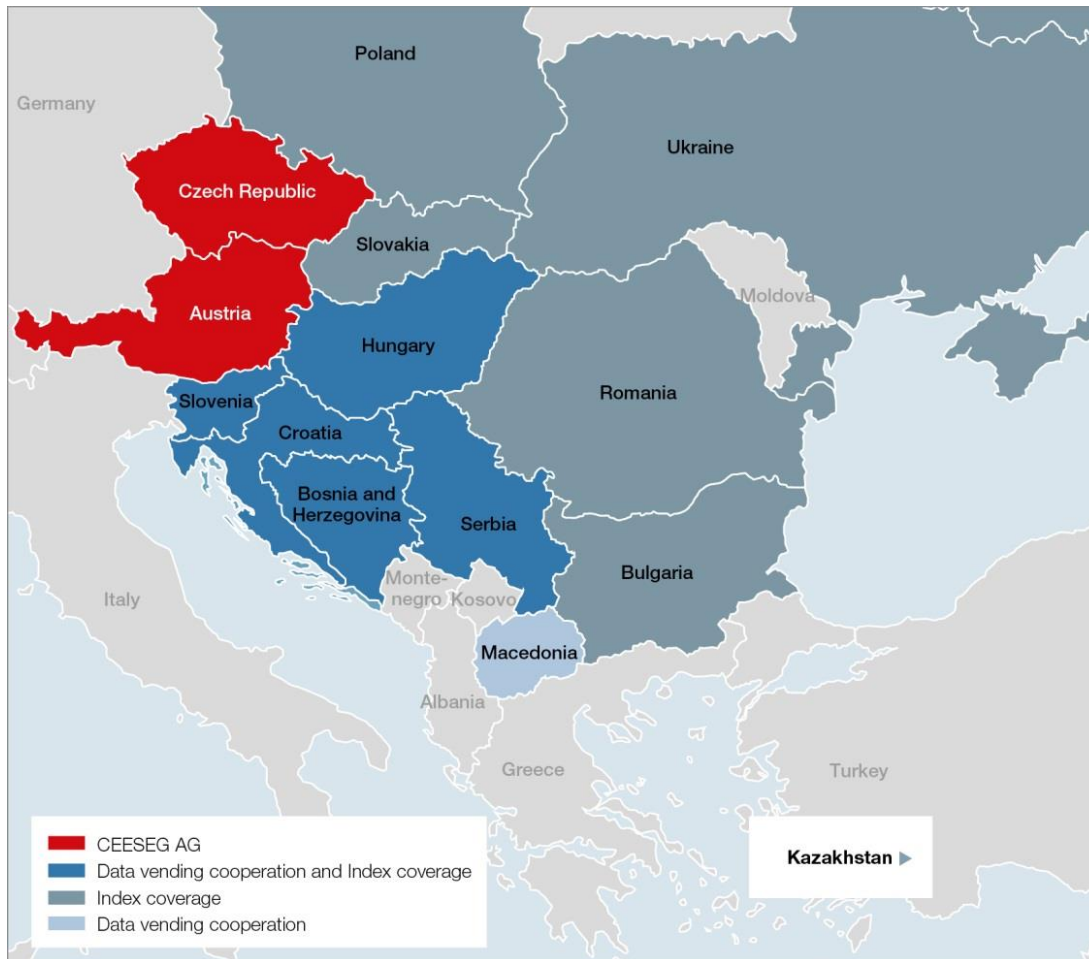 Poland
Germany
Ukraine
Czech Republic
Slovakia
Austria
Moldova
Hungary
Romania
Slovenia
Croatia
Bosnia and
Herzegovina
Serbia
Bulgaria
Monte-
negro
Kosovo
Italy
Macedonia
Albania
Greece
Turkey
CEESEG AG
Data vending cooperation and Index coverage
Index coverage
Data vending cooperation
Kazakhstan